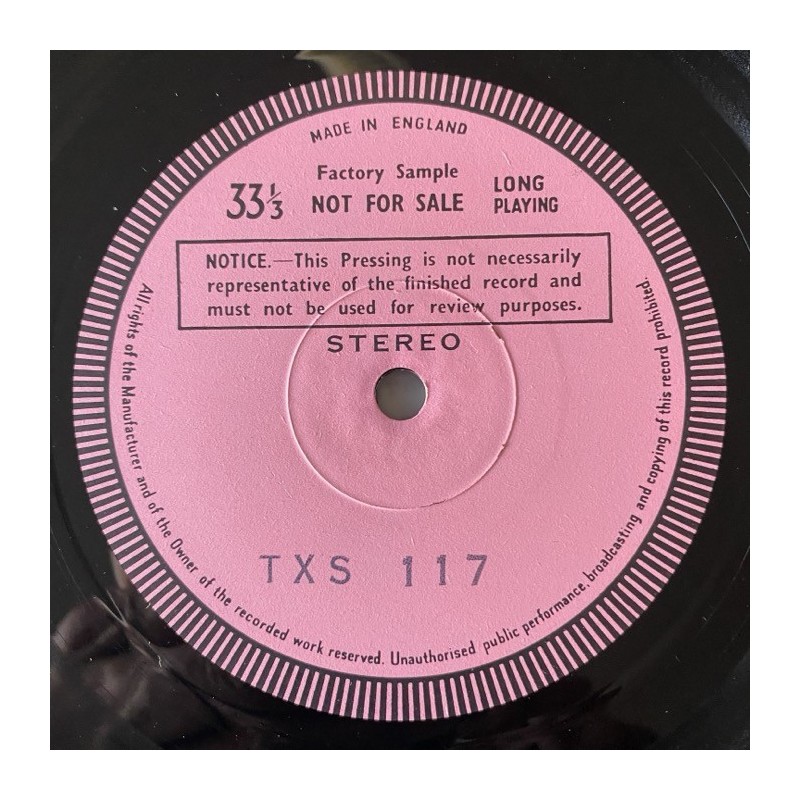 MADE IN ENGLAND
Factory Sample
33⅓ NOT FOR SALE LONG PLAYING
NOTICE.—This Pressing is not necessarily
representative of the finished record and
must not be used for review purposes.
STEREO
TXS 117
All rights of the Manufacturer and of the Owner of the recorded work reserved. Unauthorised public performance, broadcasting and copying of this record prohibited.